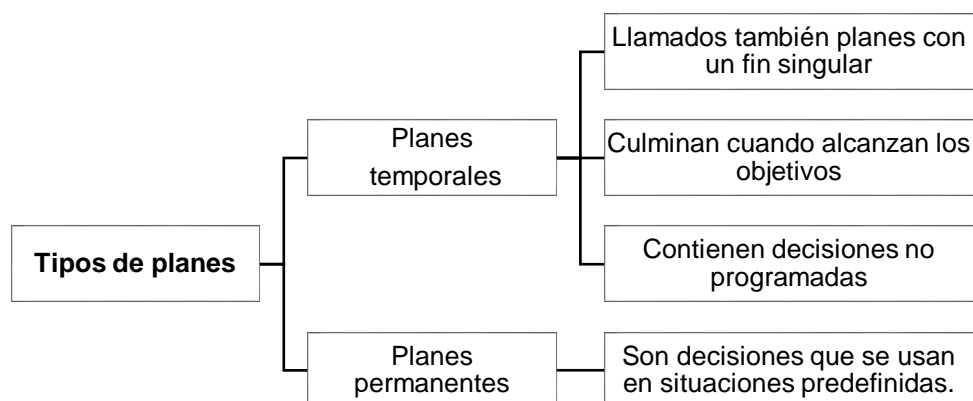 Tipos de planes
Planes
temporales
Llamados también planes con
un fin singular
Culminan cuando alcanzan los
objetivos
Contienen decisiones no
programadas
Planes
permanentes
Son decisiones que se usan
en situaciones predefinidas.